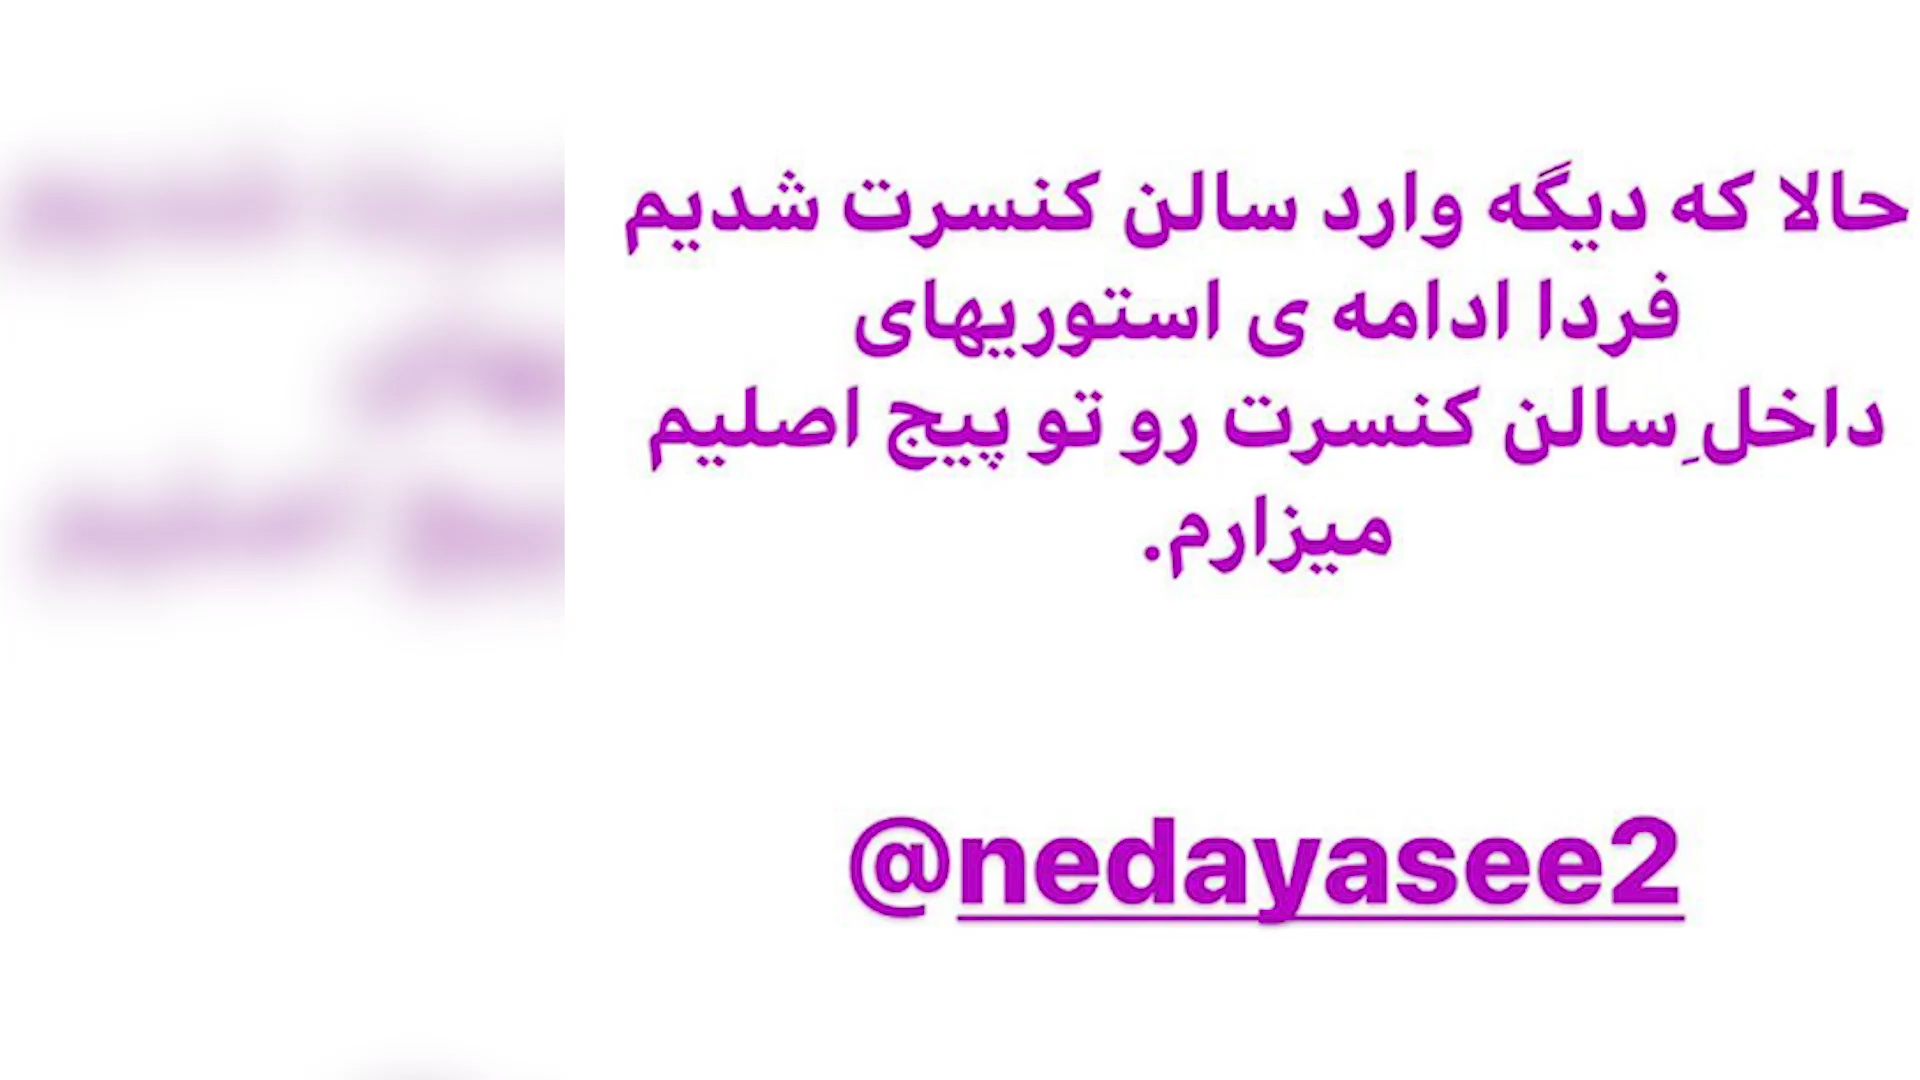 حالا که دیگه وارد سالن کنسرت شدیم
فردا ادامه ی استوریهای
داخلِ سالن کنسرت رو تو پیج اصلیم
میزارم.
@nedayasee2